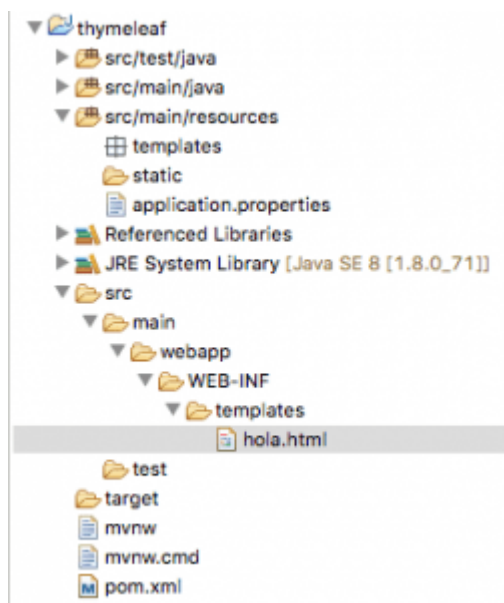 thymeleaf
src/test/java
src/main/java
src/main/resources
templates
static
application.properties
Referenced Libraries
JRE System Library [Java SE 8 [1.8.0_71]]
src
main
webapp
WEB-INF
templates
hola.html
test
target
mvnw
mvnw.cmd
pom.xml